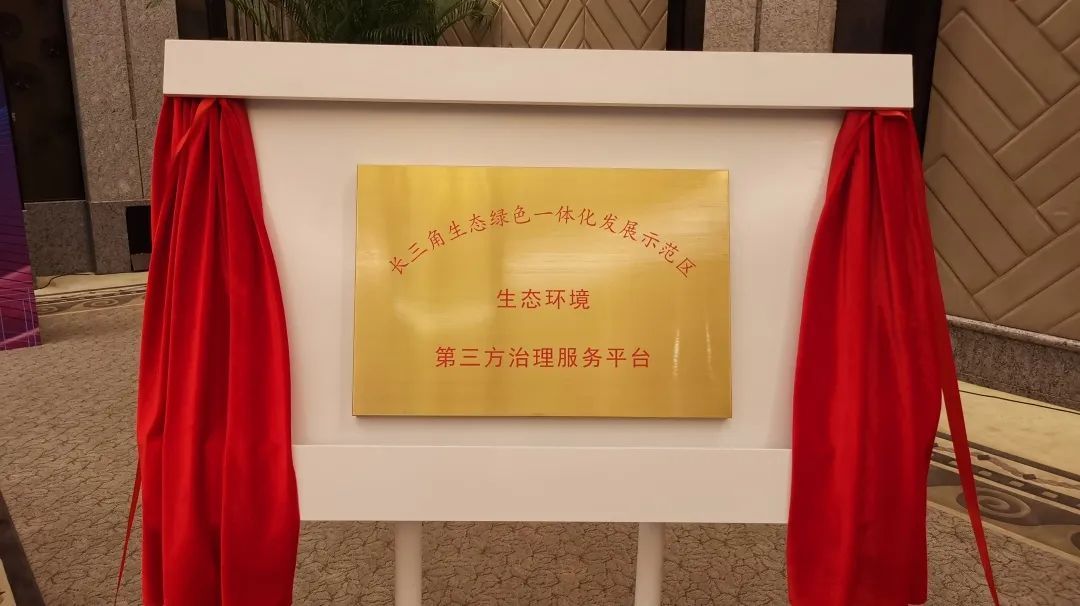 长三角生态绿色一体化发展示范区
生态环境
第三方治理服务平台